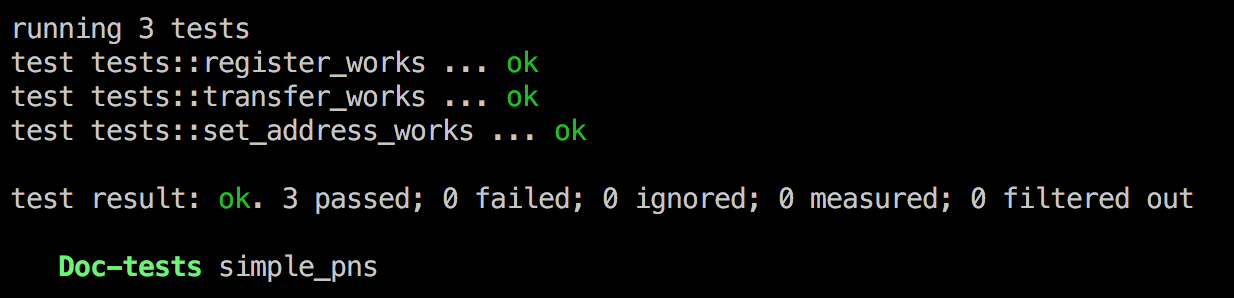 running 3 tests
test tests::register_works ... ok
test tests::transfer_works ... ok
test tests::set_address_works ... ok
test result: ok. 3 passed; 0 failed; 0 ignored; 0 measured; 0 filtered out
Doc-tests simple_pns